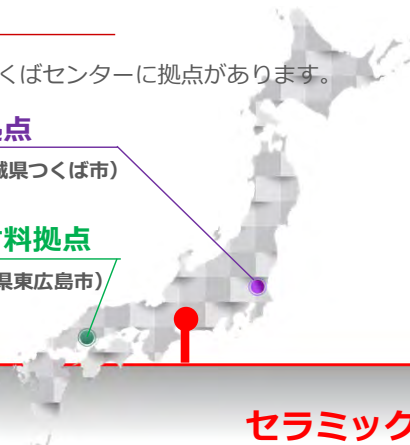 くばセンターに拠点があります。
点
城県つくば市）
料拠点
県東広島市）
セラミック